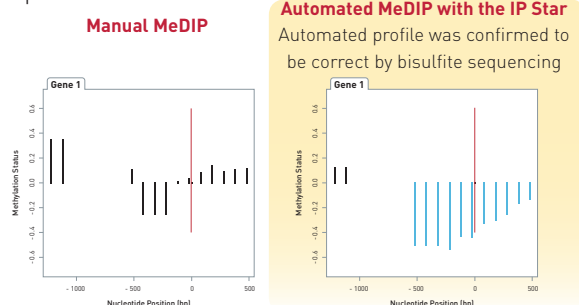 Manual MeDIP
Gene 1
Methylation Status
0.6
0.4
0.2
0.0
- 0.2
- 0.4
- 0.6
- 1000
- 500
0
500
Nucleotide Position (bp)
Automated MeDIP with the IP Star
Automated profile was confirmed to
be correct by bisulfite sequencing
Gene 1
Methylation Status
0.6
0.4
0.2
0.0
- 0.2
- 0.4
- 0.6
- 1000
- 500
0
500
Nucleotide Position (bp)